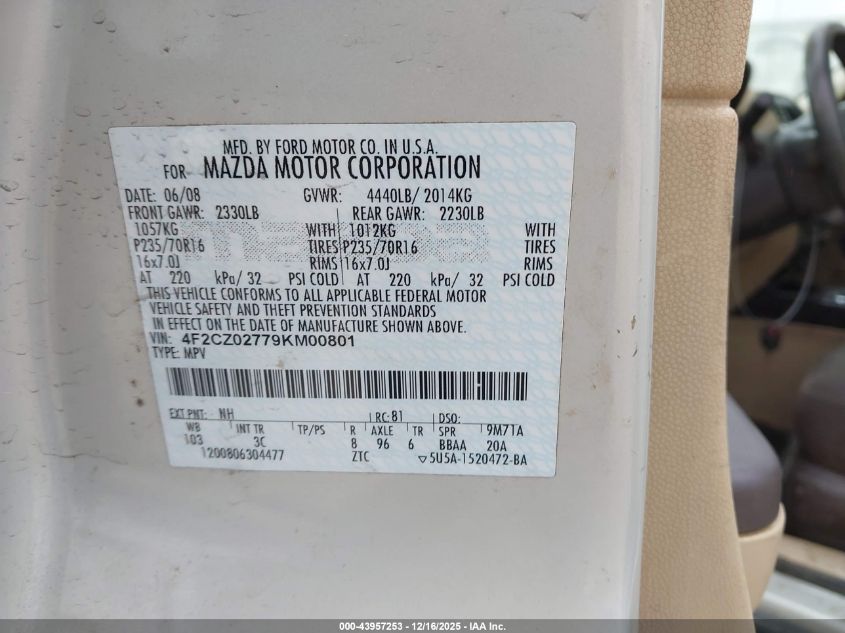 MFD. BY FORD MOTOR CO. IN U.S.A.
FOR MAZDA MOTOR CORPORATION
DATE: 06/08 GVWR: 4440LB/ 2014KG
FRONT GAWR: 2330LB REAR GAWR: 2230LB
1057KG WITH 1012KG WITH
P235/70R16 TIRES P235/70R16 TIRES
16x7.0J RIMS 16x7.0J RIMS
AT 220 kPa/ 32 PSI COLD AT 220 kPa/ 32 PSI COLD
THIS VEHICLE CONFORMS TO ALL APPLICABLE FEDERAL MOTOR
VEHICLE SAFETY AND THEFT PREVENTION STANDARDS
IN EFFECT ON THE DATE OF MANUFACTURE SHOWN ABOVE.
VIN: 4F2CZ02779KM00801
TYPE: MPV
EXT PNT: NH RC: 81 DSO:
WB INT TR TP/PS R AXLE TR SPR 9M71A
103 3C 8 96 6 BBAA 20A
1200806304477 ZTC ▽5U5A-1520472-BA
000-43957253 - 12/16/2025 - IAA Inc.